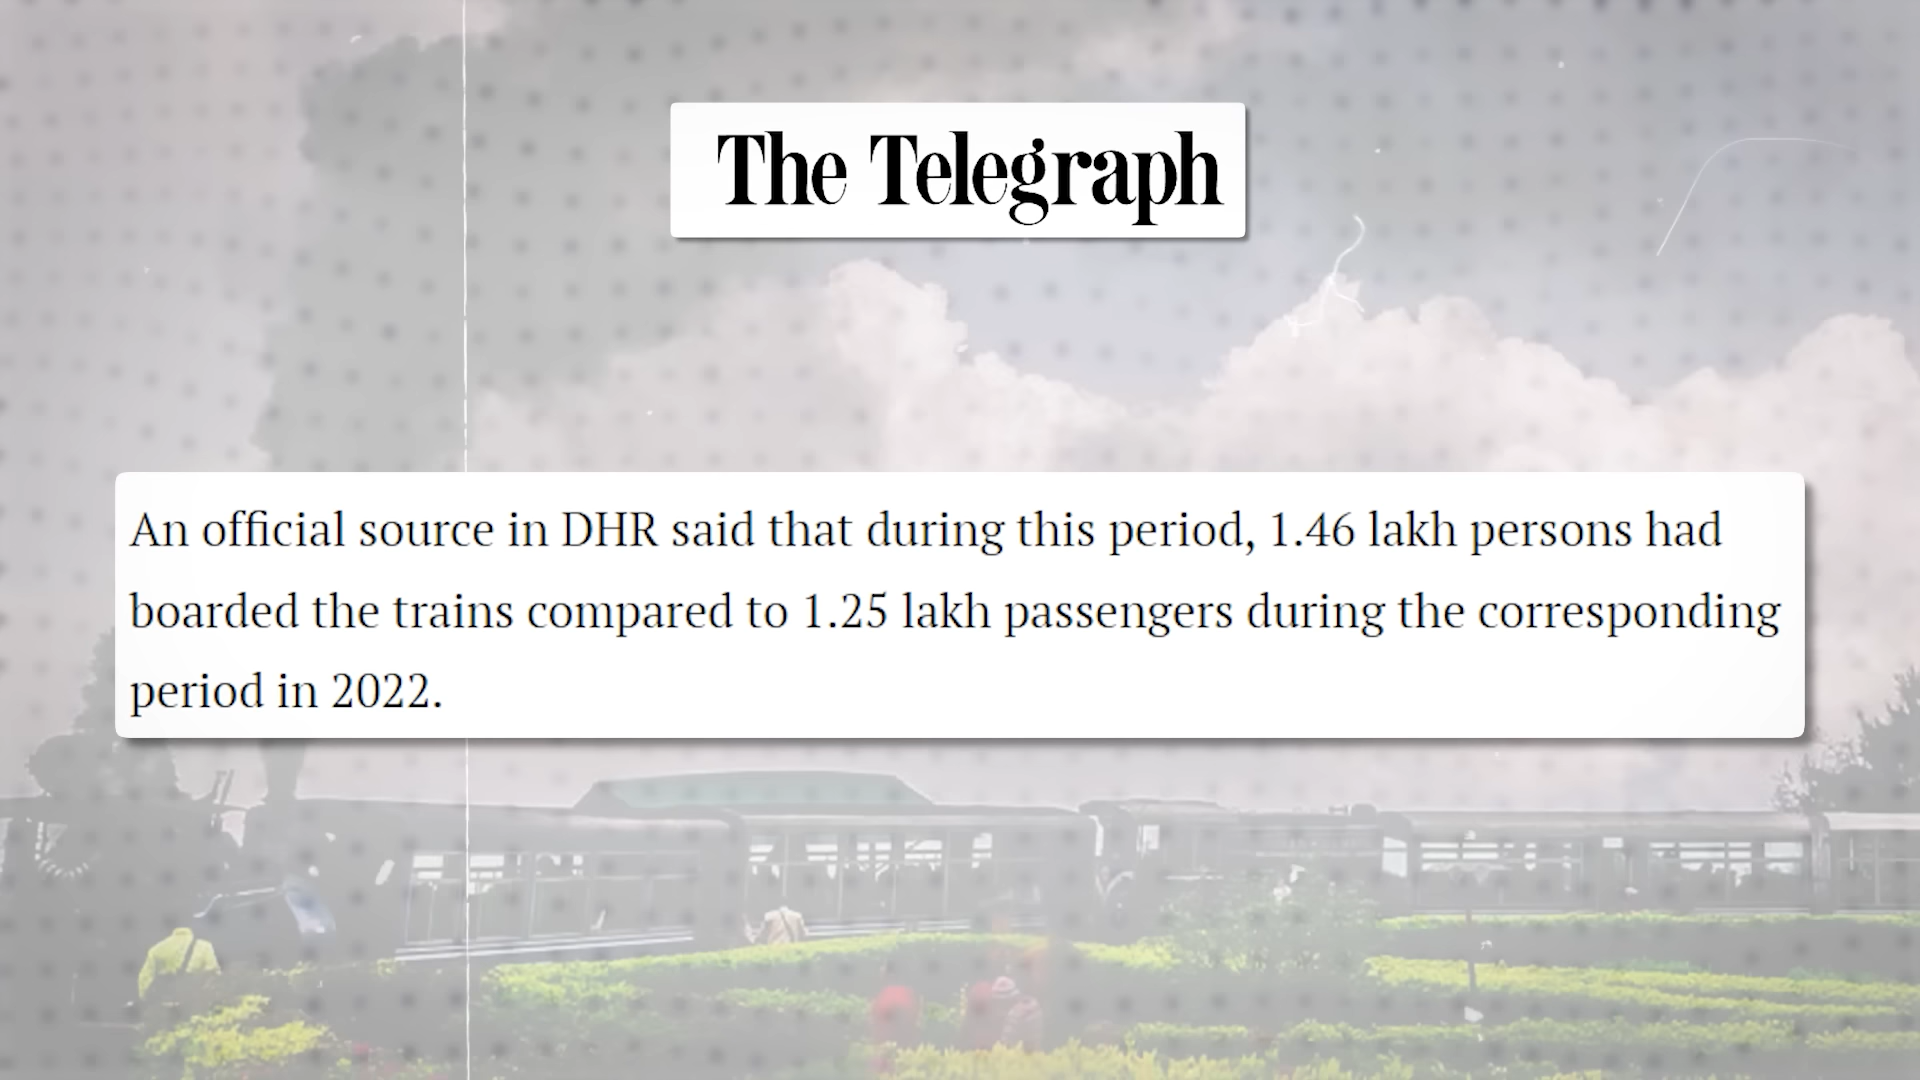 The Telegraph
An official source in DHR said that during this period, 1.46 lakh persons had
boarded the trains compared to 1.25 lakh passengers during the corresponding
period in 2022.